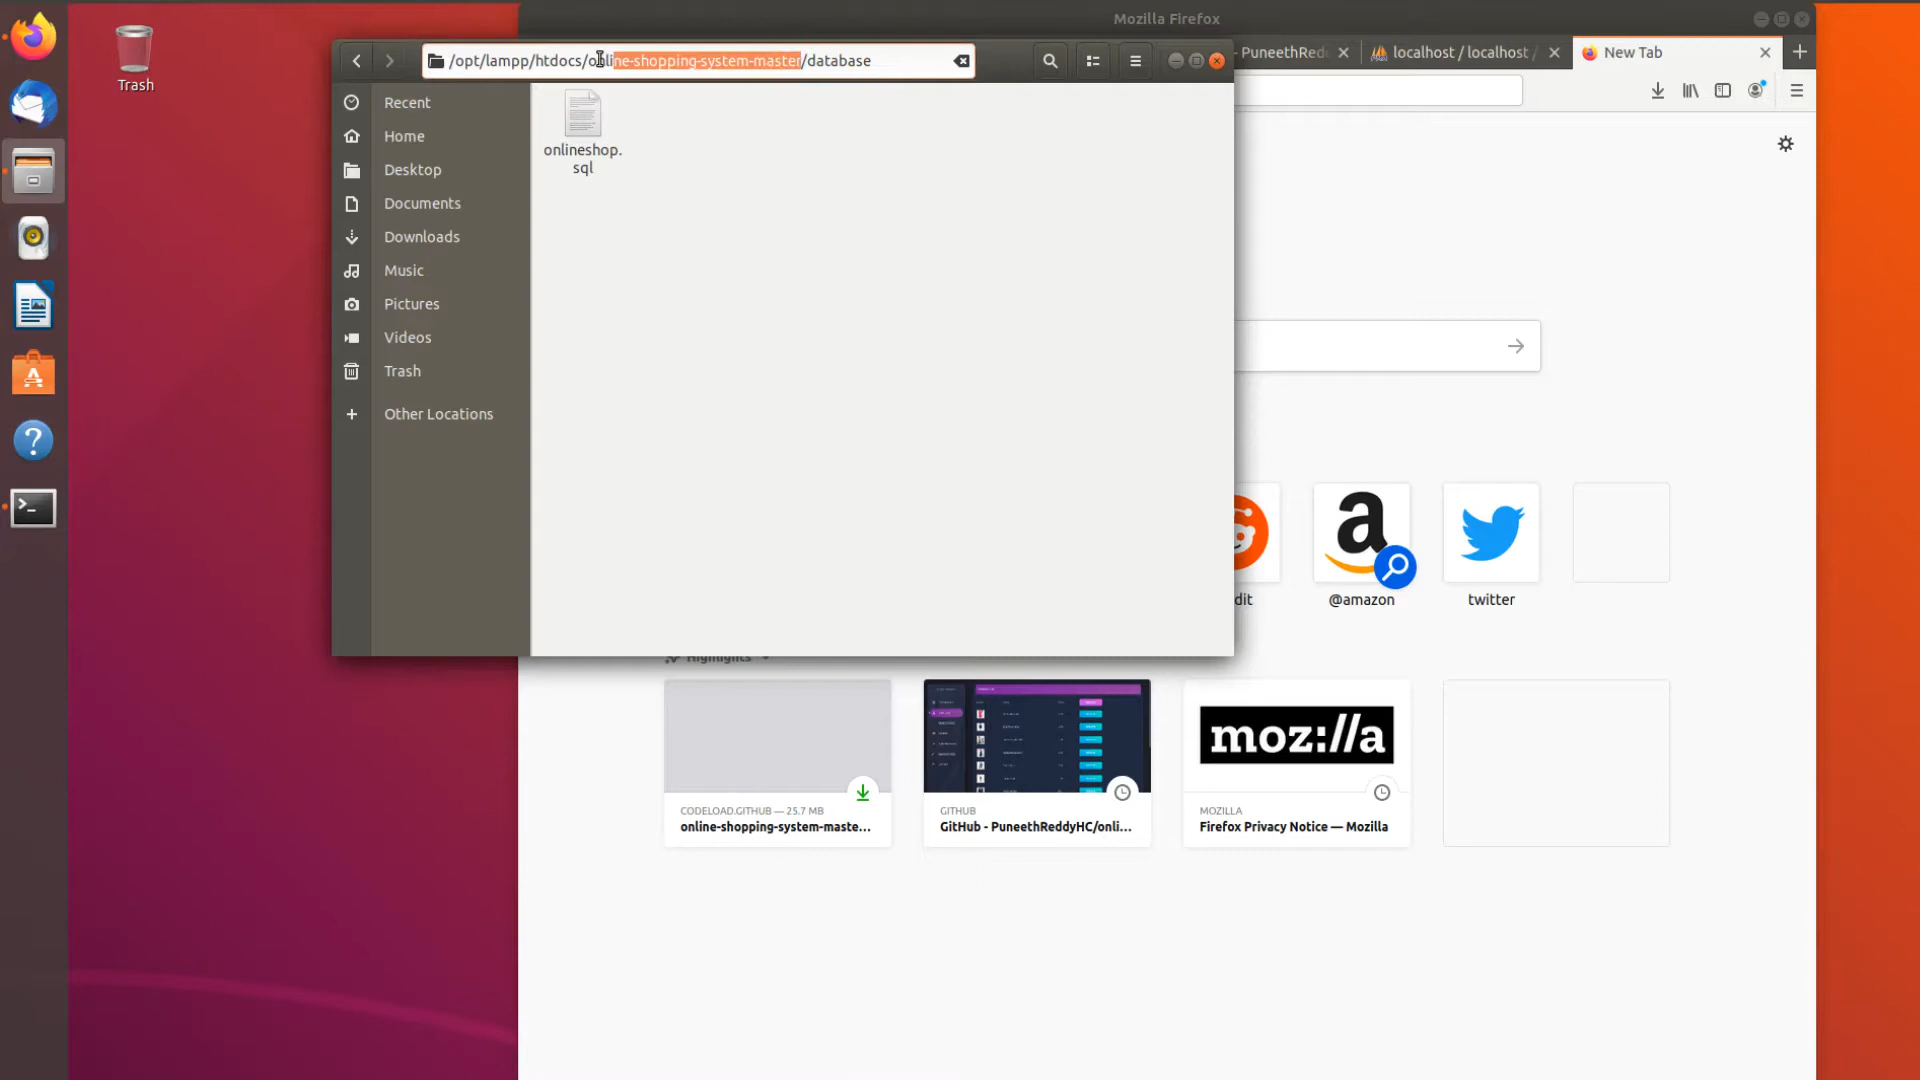 Mozilla Firefox
Trash
/opt/lampp/htdocs/online-shopping-system-master/database
- PuneethRed
localhost / localhost /
New Tab
Recent
Home
Desktop
Documents
Downloads
Music
Pictures
Videos
Trash
Other Locations
onlineshop.
sql
dit
@amazon
twitter
Highlights
CODELOAD.GITHUB — 25.7 MB
online-shopping-system-maste...
GITHUB
GitHub - PuneethReddyHC/onli...
moz://a
MOZILLA
Firefox Privacy Notice — Mozilla